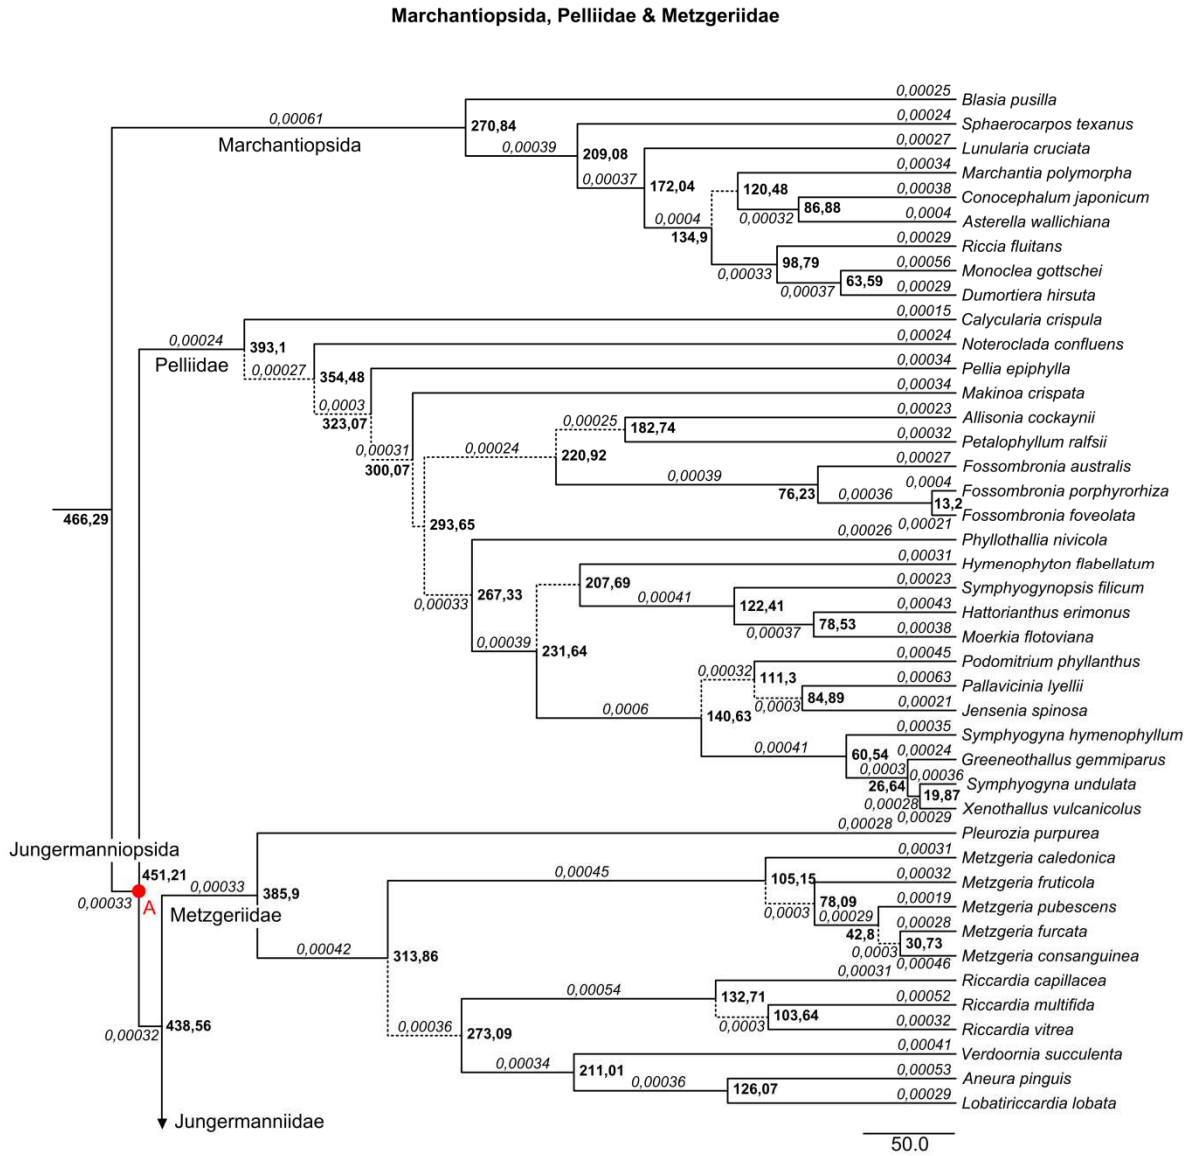 Marchantiopsida, Pelliidae & Metzgeriidae
0,00025
Blasia pusilla
0,00061
270,84
0,00024
Sphaerocarpos texanus
Marchantiopsida
0,00039
209,08
0,00027
Lunularia cruciata
0,00037
172,04
0,00034
Marchantia polymorpha
120,48
0,00038
Conocephalum japonicum
0,00032
86,88
0,0004
Asterella wallichiana
0,0004
134,9
0,00029
Riccia fluitans
98,79
0,00033
0,00056
Monoclea gottschei
63,59
0,00037
0,00029
Dumortiera hirsuta
0,00015
Calycularia crispula
0,00024
393,1
Pelliidae
0,00024
Noteroclada confluens
0,00027
354,48
0,00034
Pellia epiphylla
0,0003
323,07
0,00034
Makinoa crispata
0,00031
300,07
0,00023
Allisonia cockaynii
0,00025
182,74
0,00032
Petalophyllum ralfsii
0,00024
220,92
0,00027
Fossombronia australis
0,00039
76,23
0,0004
Fossombronia porphyrorhiza
0,00036
13,2
0,00021
Fossombronia foveolata
466,29
293,65
0,00026
Phyllothallia nivicola
0,00031
Hymenophyton flabellatum
207,69
0,00023
Symphyogynopsis filicum
0,00033
267,33
0,00041
122,41
0,00043
Hattorianthus erimonus
0,00037
78,53
0,00038
Moerkia flotoviana
0,00039
231,64
0,00045
Podomitrium phyllanthus
0,00032
111,3
0,00063
Pallavicinia lyellii
0,0003
84,89
0,00021
Jensenia spinosa
0,0006
140,63
0,00035
Symphyogyna hymenophyllum
0,00041
60,54
0,00024
Greeneothallus gemmiparus
0,0003
26,64
0,00036
Symphyogyna undulata
19,87
0,00028
Xenothallus vulcanicolus
0,00029
0,00028
Pleurozia purpurea
Jungermanniopsida
0,00031
Metzgeria caledonica
451,21
0,00033
385,9
0,00045
105,15
0,00032
Metzgeria fruticola
0,00033
A
Metzgeriidae
0,0003
78,09
0,00019
Metzgeria pubescens
0,00029
42,8
0,00028
Metzgeria furcata
0,00042
313,86
0,0003
30,73
Metzgeria consanguinea
0,00046
0,00031
Riccardia capillacea
0,00054
132,71
0,00052
Riccardia multifida
0,0003
103,64
0,00032
Riccardia vitrea
0,00032
438,56
0,00036
273,09
0,00041
Verdoornia succulenta
0,00034
211,01
0,00053
Aneura pinguis
0,00036
126,07
0,00029
Lobatiriccardia lobata
Jungermanniidae
50.0